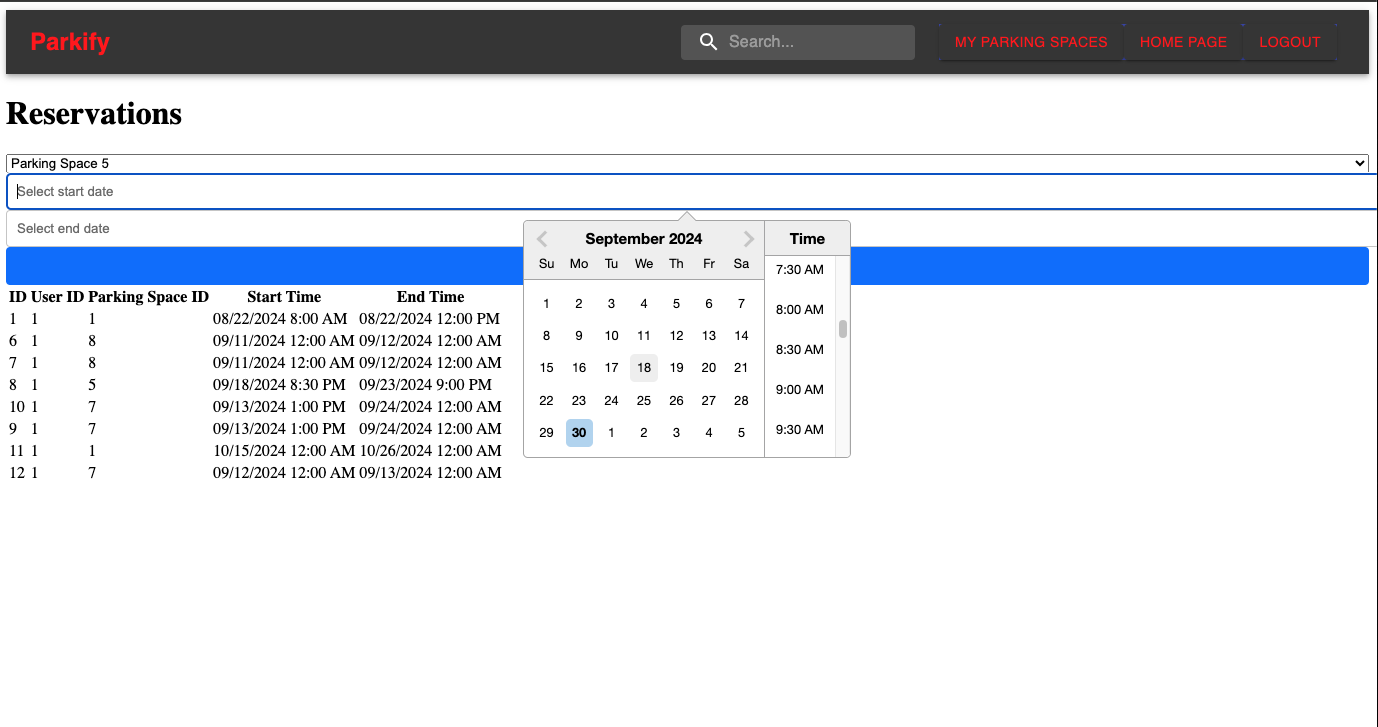 Parkify Search... MY PARKING SPACES HOME PAGE LOGOUT
Reservations
Parking Space 5
Select start date
Select end date
September 2024 Time
Su Mo Tu We Th Fr Sa
1 2 3 4 5 6 7
8 9 10 11 12 13 14
15 16 17 18 19 20 21
22 23 24 25 26 27 28
29 30 1 2 3 4 5
7:30 AM
8:00 AM
8:30 AM
9:00 AM
9:30 AM
ID User ID Parking Space ID Start Time End Time
1 1 1 08/22/2024 8:00 AM 08/22/2024 12:00 PM
6 1 8 09/11/2024 12:00 AM 09/12/2024 12:00 AM
7 1 8 09/11/2024 12:00 AM 09/12/2024 12:00 AM
8 1 5 09/18/2024 8:30 PM 09/23/2024 9:00 PM
10 1 7 09/13/2024 1:00 PM 09/24/2024 12:00 AM
9 1 7 09/13/2024 1:00 PM 09/24/2024 12:00 AM
11 1 1 10/15/2024 12:00 AM 10/26/2024 12:00 AM
12 1 7 09/12/2024 12:00 AM 09/13/2024 12:00 AM